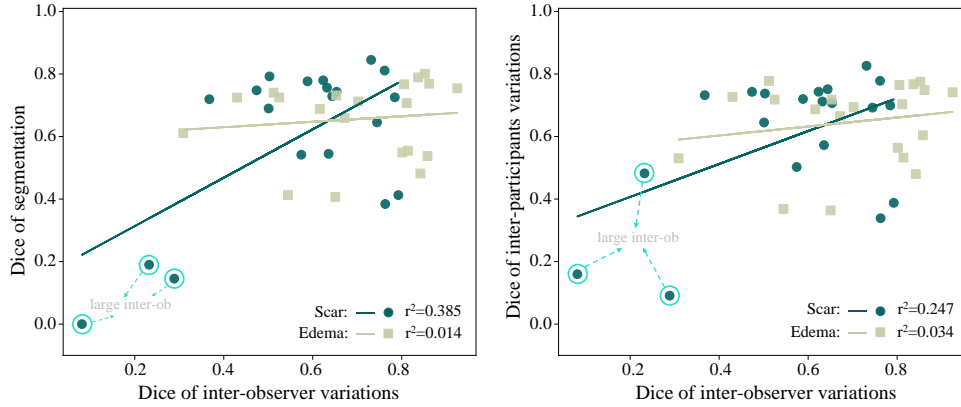 Dice of segmentation
1.0
0.8
0.6
0.4
0.2
0.0
large inter-ob
Scar: r²=0.385
Edema: r²=0.014
0.2 0.4 0.6 0.8
Dice of inter-observer variations
Dice of inter-participants variations
1.0
0.8
0.6
0.4
0.2
0.0
large inter-ob
Scar: r²=0.247
Edema: r²=0.034
0.2 0.4 0.6 0.8
Dice of inter-observer variations